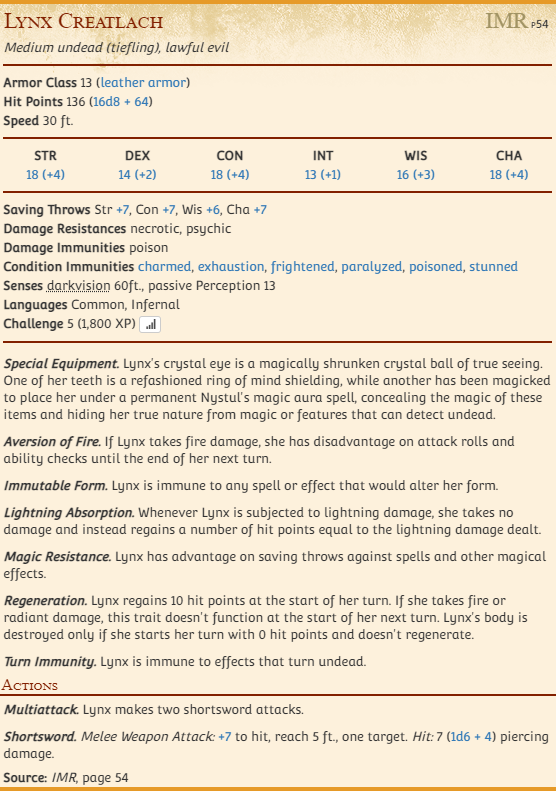 Lynx Creatlach IMR P54
Medium undead (tiefling), lawful evil
Armor Class 13 (leather armor)
Hit Points 136 (16d8 + 64)
Speed 30 ft.
STR DEX CON INT WIS CHA
18 (+4) 14 (+2) 18 (+4) 13 (+1) 16 (+3) 18 (+4)
Saving Throws Str +7, Con +7, Wis +6, Cha +7
Damage Resistances necrotic, psychic
Damage Immunities poison
Condition Immunities charmed, exhaustion, frightened, paralyzed, poisoned, stunned
Senses darkvision 60ft., passive Perception 13
Languages Common, Infernal
Challenge 5 (1,800 XP)
Special Equipment. Lynx's crystal eye is a magically shrunken crystal ball of true seeing.
One of her teeth is a refashioned ring of mind shielding, while another has been magicked
to place her under a permanent Nystul's magic aura spell, concealing the magic of these
items and hiding her true nature from magic or features that can detect undead.
Aversion of Fire. If Lynx takes fire damage, she has disadvantage on attack rolls and
ability checks until the end of her next turn.
Immutable Form. Lynx is immune to any spell or effect that would alter her form.
Lightning Absorption. Whenever Lynx is subjected to lightning damage, she takes no
damage and instead regains a number of hit points equal to the lightning damage dealt.
Magic Resistance. Lynx has advantage on saving throws against spells and other magical
effects.
Regeneration. Lynx regains 10 hit points at the start of her turn. If she takes fire or
radiant damage, this trait doesn't function at the start of her next turn. Lynx's body is
destroyed only if she starts her turn with 0 hit points and doesn't regenerate.
Turn Immunity. Lynx is immune to effects that turn undead.
Actions
Multiattack. Lynx makes two shortsword attacks.
Shortsword. Melee Weapon Attack: +7 to hit, reach 5 ft., one target. Hit: 7 (1d6 + 4) piercing
damage.
Source: IMR, page 54